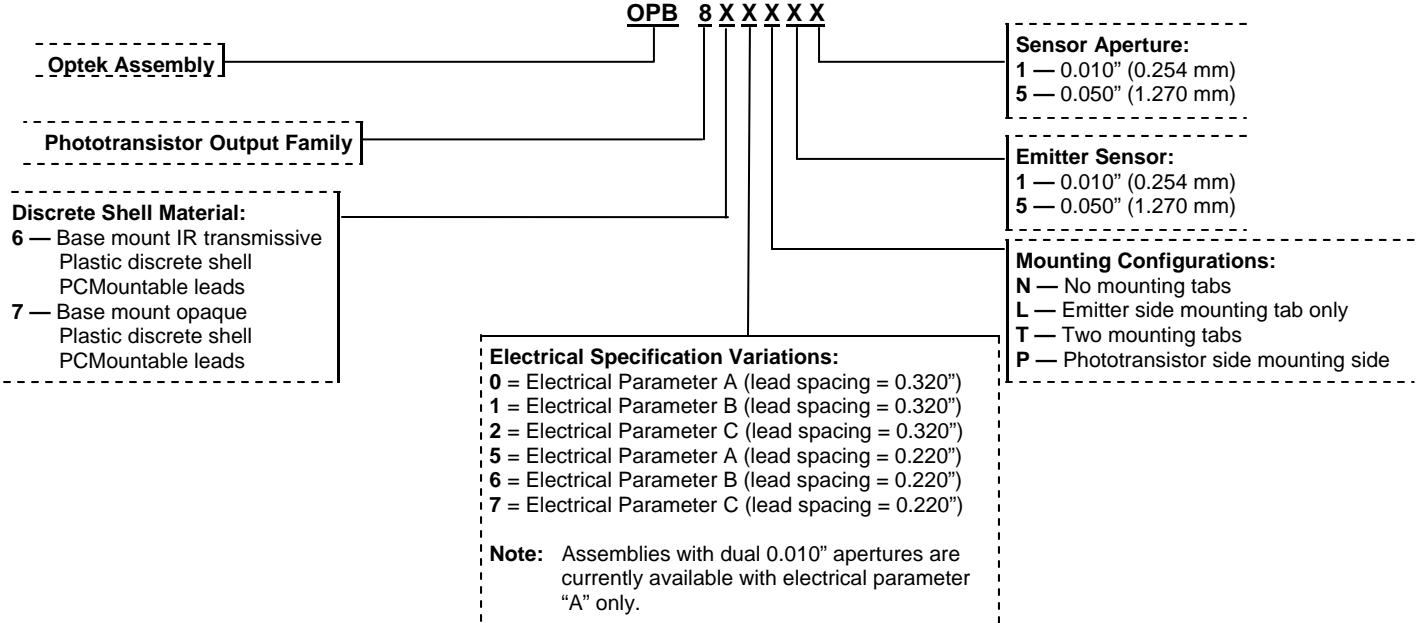 OPB 8 X X X X X
Optek Assembly
Phototransistor Output Family
Discrete Shell Material:
6 — Base mount IR transmissive
Plastic discrete shell
PCMountable leads
7 — Base mount opaque
Plastic discrete shell
PCMountable leads
Electrical Specification Variations:
0 = Electrical Parameter A (lead spacing = 0.320”)
1 = Electrical Parameter B (lead spacing = 0.320”)
2 = Electrical Parameter C (lead spacing = 0.320”)
5 = Electrical Parameter A (lead spacing = 0.220”)
6 = Electrical Parameter B (lead spacing = 0.220”)
7 = Electrical Parameter C (lead spacing = 0.220”)
Note: Assemblies with dual 0.010” apertures are
currently available with electrical parameter
“A” only.
Sensor Aperture:
1 — 0.010” (0.254 mm)
5 — 0.050” (1.270 mm)
Emitter Sensor:
1 — 0.010” (0.254 mm)
5 — 0.050” (1.270 mm)
Mounting Configurations:
N — No mounting tabs
L — Emitter side mounting tab only
T — Two mounting tabs
P — Phototransistor side mounting side